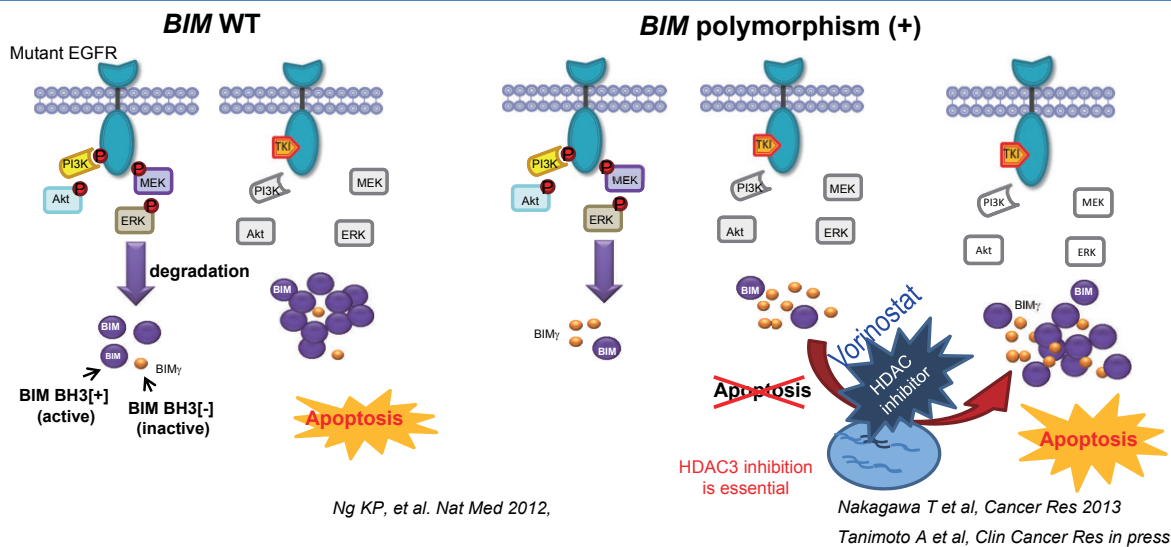 BIM WT
BIM polymorphism (+)
Mutant EGFR
PI3K
P
Akt
P
P
MEK
P
ERK
degradation
BIM
BIM
BIMγ
BIM BH3[+]
(active)
BIM BH3[-]
(inactive)
TKI
PI3K
MEK
Akt
ERK
BIM
Apoptosis
PI3K
P
Akt
P
P
MEK
P
ERK
BIMγ
BIM
TKI
PI3K
MEK
Akt
ERK
BIM
Apoptosis
Vorinostat
HDAC
inhibitor
HDAC3 inhibition
is essential
TKI
PI3K
MEK
Akt
ERK
BIM
BIMγ
Apoptosis
Ng KP, et al. Nat Med 2012,
Nakagawa T et al, Cancer Res 2013
Tanimoto A et al, Clin Cancer Res in press